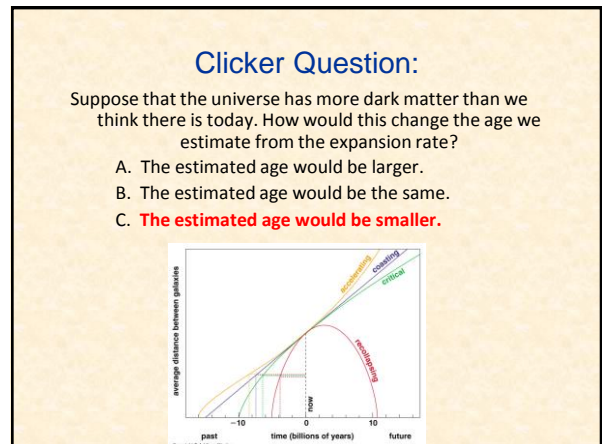 Clicker Question:
Suppose that the universe has more dark matter than we
think there is today. How would this change the age we
estimate from the expansion rate?
A. The estimated age would be larger.
B. The estimated age would be the same.
C. The estimated age would be smaller.
average distance between galaxies
accelerating
coasting
critical
recollapsing
now
-10 0 10
past time (billions of years) future